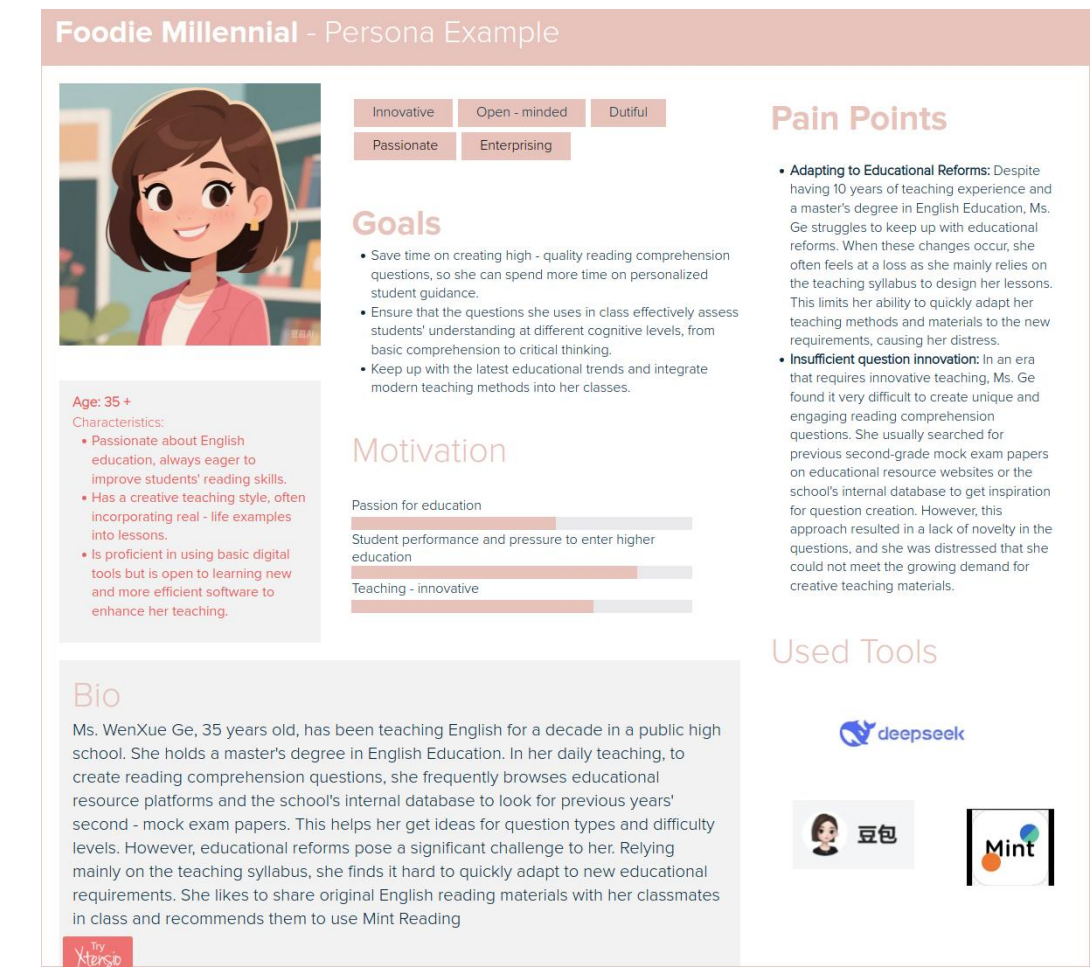 Foodie Millennial - Persona Example
Innovative
Open - minded
Dutiful
Passionate
Enterprising
Goals
• Save time on creating high - quality reading comprehension
questions, so she can spend more time on personalized
student guidance.
• Ensure that the questions she uses in class effectively assess
students' understanding at different cognitive levels, from
basic comprehension to critical thinking.
• Keep up with the latest educational trends and integrate
modern teaching methods into her classes.
Age: 35 +
Characteristics:
• Passionate about English
education, always eager to
improve students' reading skills.
• Has a creative teaching style, often
incorporating real - life examples
into lessons.
• Is proficient in using basic digital
tools but is open to learning new
and more efficient software to
enhance her teaching.
Motivation
Passion for education
Student performance and pressure to enter higher
education
Teaching - innovative
Pain Points
• Adapting to Educational Reforms: Despite
having 10 years of teaching experience and
a master's degree in English Education, Ms.
Ge struggles to keep up with educational
reforms. When these changes occur, she
often feels at a loss as she mainly relies on
the teaching syllabus to design her lessons.
This limits her ability to quickly adapt her
teaching methods and materials to the new
requirements, causing her distress.
• Insufficient question innovation: In an era
that requires innovative teaching, Ms. Ge
found it very difficult to create unique and
engaging reading comprehension
questions. She usually searched for
previous second-grade mock exam papers
on educational resource websites or the
school's internal database to get inspiration
for question creation. However, this
approach resulted in a lack of novelty in the
questions, and she was distressed that she
could not meet the growing demand for
creative teaching materials.
Bio
Ms. WenXue Ge, 35 years old, has been teaching English for a decade in a public high
school. She holds a master's degree in English Education. In her daily teaching, to
create reading comprehension questions, she frequently browses educational
resource platforms and the school's internal database to look for previous years'
second - mock exam papers. This helps her get ideas for question types and difficulty
levels. However, educational reforms pose a significant challenge to her. Relying
mainly on the teaching syllabus, she finds it hard to quickly adapt to new educational
requirements. She likes to share original English reading materials with her classmates
in class and recommends them to use Mint Reading
Try
Xtensio
Used Tools
deepseek
豆包
Mint